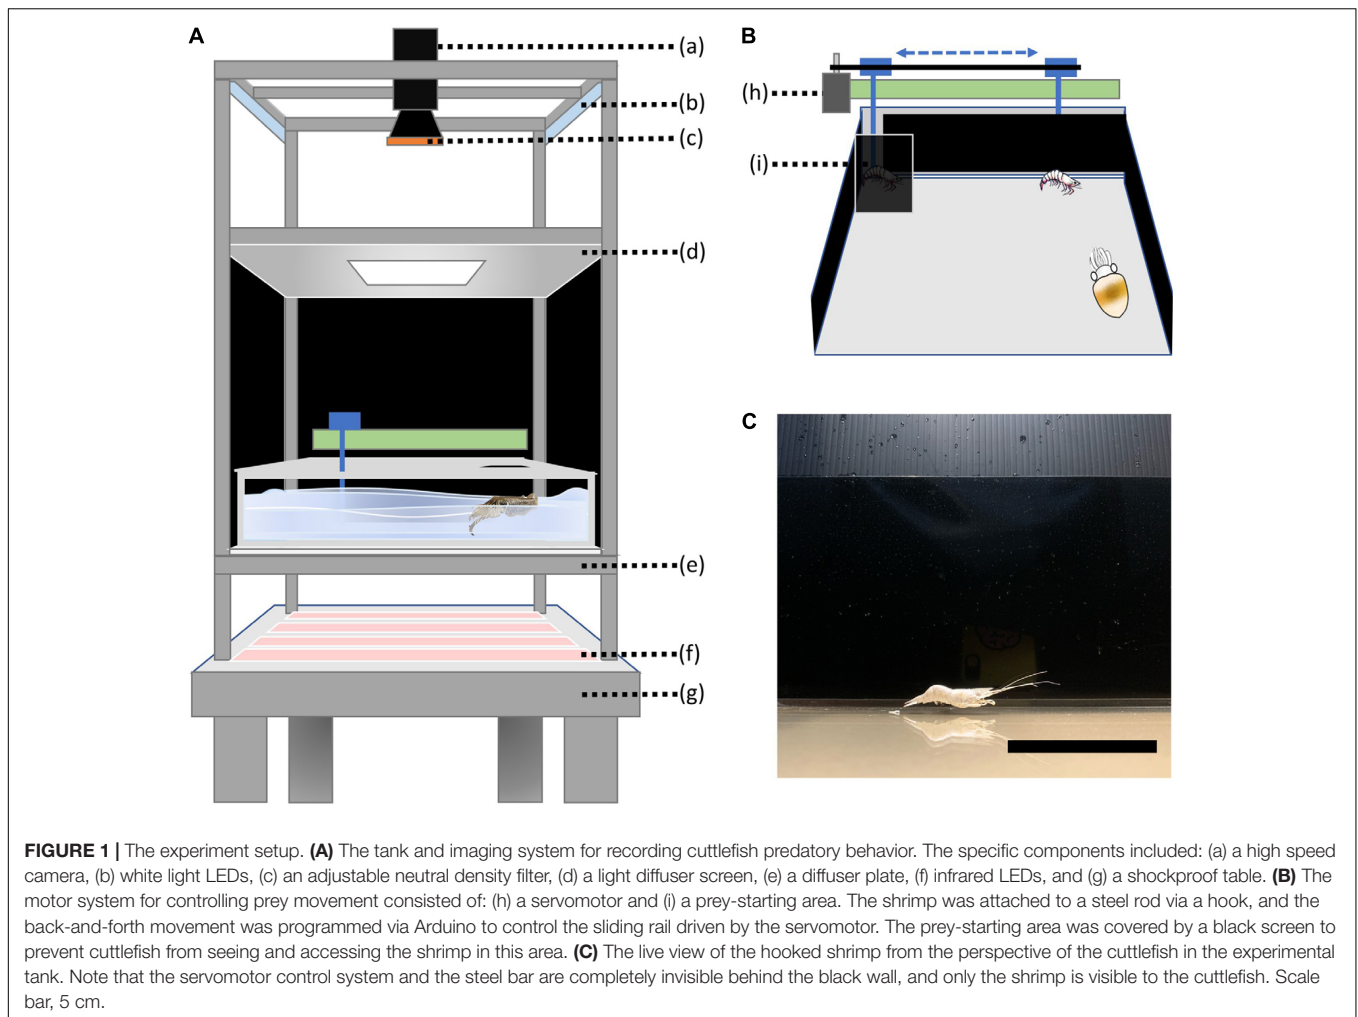 A
(a)
(b)
(c)
(d)
(e)
(f)
(g)
B
(h)
(i)
C
FIGURE 1 | The experiment setup. (A) The tank and imaging system for recording cuttlefish predatory behavior. The specific components included: (a) a high speed
camera, (b) white light LEDs, (c) an adjustable neutral density filter, (d) a light diffuser screen, (e) a diffuser plate, (f) infrared LEDs, and (g) a shockproof table. (B) The
motor system for controlling prey movement consisted of: (h) a servomotor and (i) a prey-starting area. The shrimp was attached to a steel rod via a hook, and the
back-and-forth movement was programmed via Arduino to control the sliding rail driven by the servomotor. The prey-starting area was covered by a black screen to
prevent cuttlefish from seeing and accessing the shrimp in this area. (C) The live view of the hooked shrimp from the perspective of the cuttlefish in the experimental
tank. Note that the servomotor control system and the steel bar are completely invisible behind the black wall, and only the shrimp is visible to the cuttlefish. Scale
bar, 5 cm.